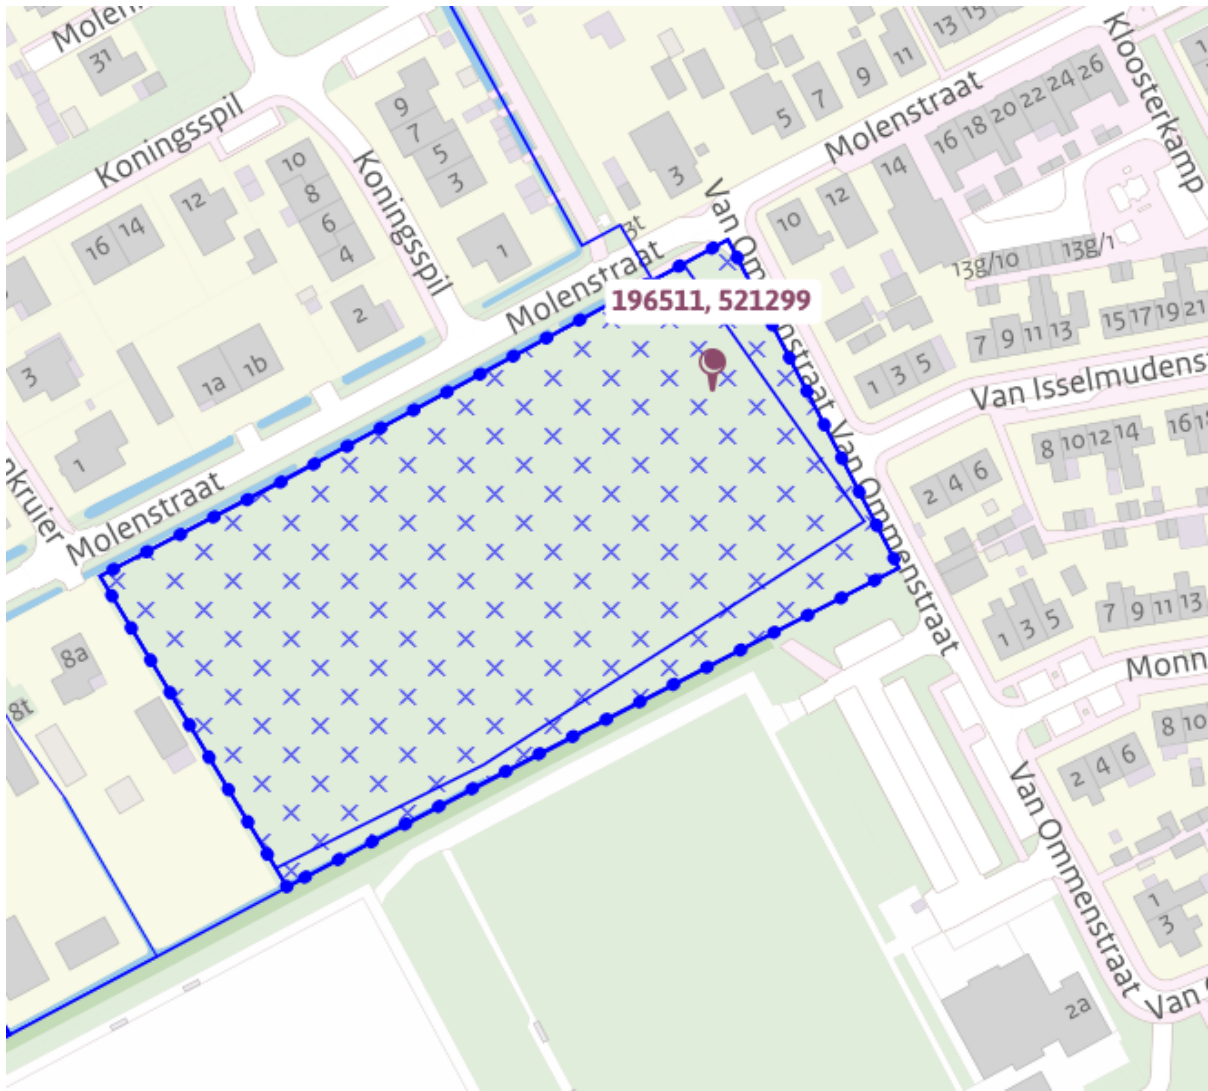 Molen
31
Koningsspil
Koningsspil
9
7
5
3
10
8
6
4
12
16 14
2
1
1a 1b
3
1
Molenstraat
Molenstraat
Molenstraat
nkruier
8a
8t
3t
3
5
7
9
11
13 15
Kloosterkamp
16 18 20 22 24 26
14
12
10
13g/10
13g/1
Van Ommenstraat
196511, 521299
7 9 11 13
15 17 19 21
1 3 5
Van Isselmudens
8 10 12 14
16 18
2 4 6
Van Ommenstraat
1 3 5
7 9 11 13
Monn
8 10
2 4 6
Van Ommenstraat
1
3
2a
Van